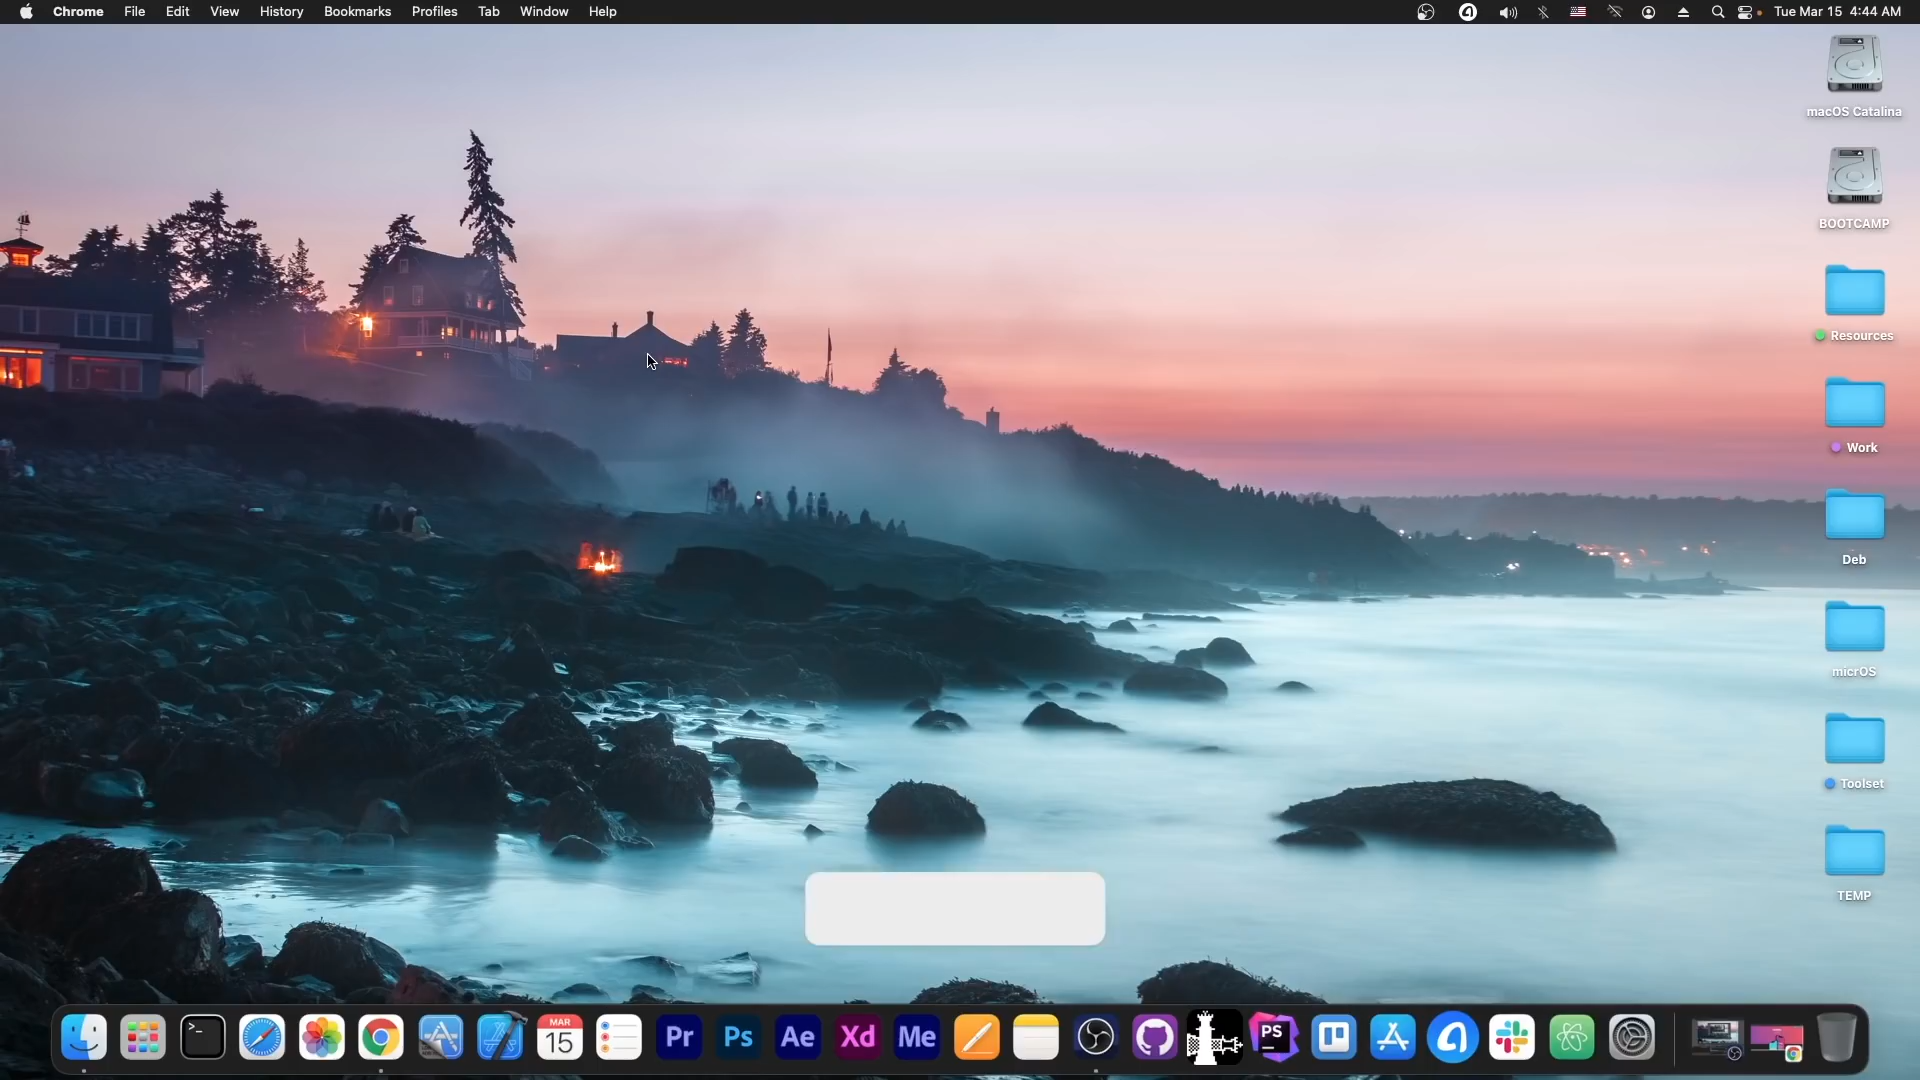 Chrome File Edit View History Bookmarks Profiles Tab Window Help Tue Mar 15 4:44 AM
macOS Catalina
BOOTCAMP
Resources
Work
Deb
micrOS
Toolset
TEMP
>_ MAR 15 Pr Ps Ae Xd Me PS